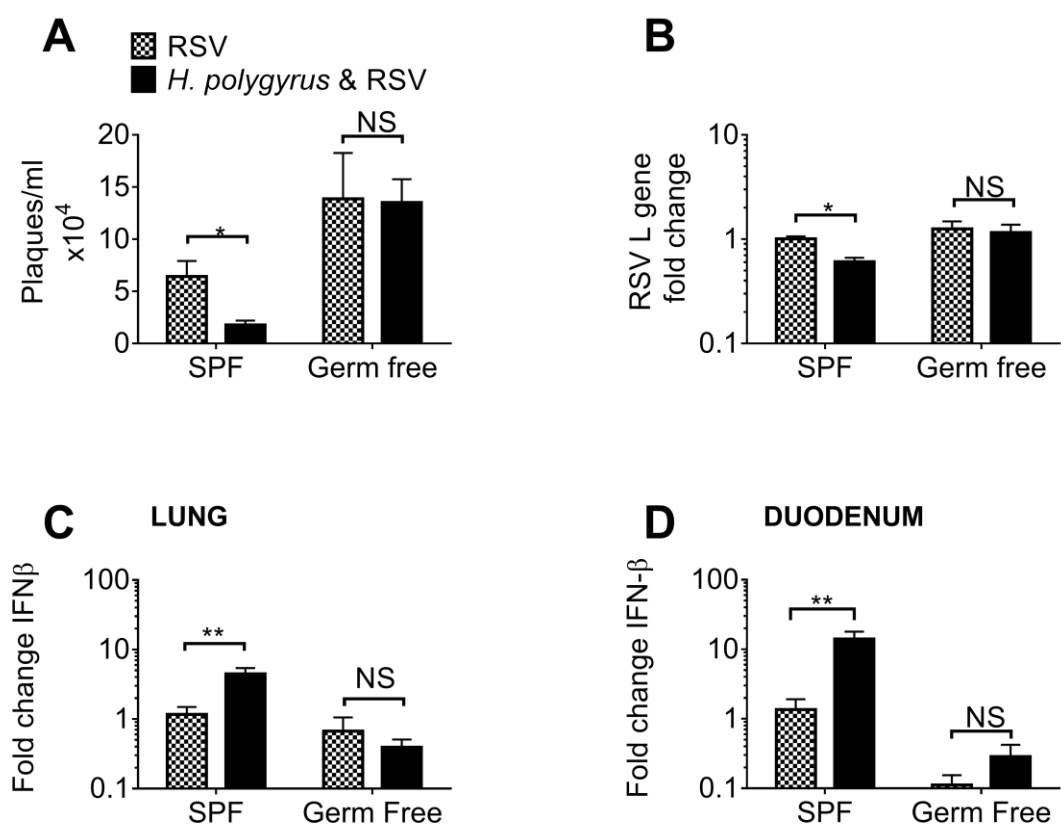 A
RSV
H. polygyrus & RSV
Plaques/ml
x10⁴
20
15
10
5
0
*
NS
SPF
Germ free
B
RSV L gene
fold change
10
1
0.1
*
NS
SPF
Germ free
C
LUNG
Fold change IFNβ
100
10
1
0.1
**
NS
SPF
Germ Free
D
DUODENUM
Fold change IFN-β
100
10
1
0.1
**
NS
SPF
Germ Free